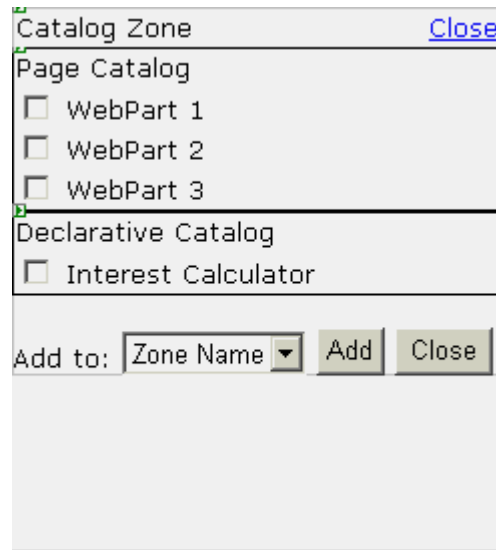 Catalog Zone Close
Page Catalog
WebPart 1
WebPart 2
WebPart 3
Declarative Catalog
Interest Calculator
Add to: Zone Name Add Close